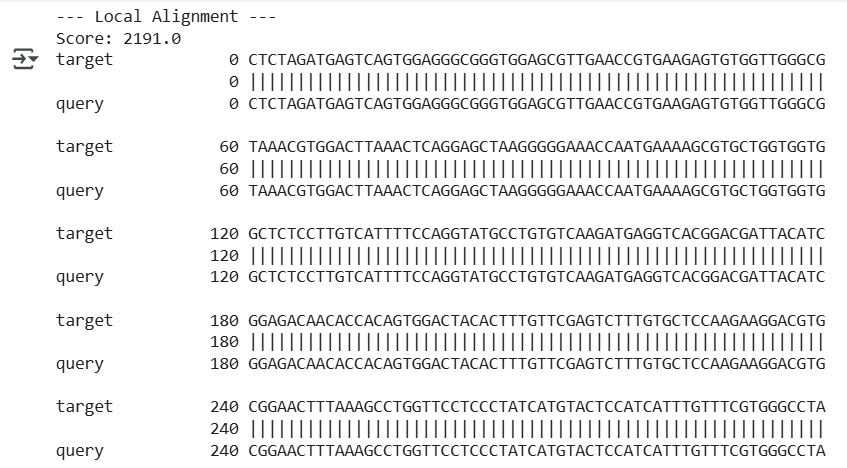 --- Local Alignment ---
Score: 2191.0
target 0 CTCTAGATGAGTCAGTGGAGGGCGGGTGGAGCGTTGAACCGTGAAGAGTGTGGTTGGGCG
0 ||||||||||||||||||||||||||||||||||||||||||||||||||||||||||||
query 0 CTCTAGATGAGTCAGTGGAGGGCGGGTGGAGCGTTGAACCGTGAAGAGTGTGGTTGGGCG
target 60 TAAACGTGGACTTAAACTCAGGAGCTAAGGGGGAAACCAATGAAAAGCGTGCTGGTGGTG
60 ||||||||||||||||||||||||||||||||||||||||||||||||||||||||||||
query 60 TAAACGTGGACTTAAACTCAGGAGCTAAGGGGGAAACCAATGAAAAGCGTGCTGGTGGTG
target 120 GCTCTCCTTGTCATTTTCCAGGTATGCCTGTGTCAAGATGAGGTCACGGACGATTACATC
120 ||||||||||||||||||||||||||||||||||||||||||||||||||||||||||||
query 120 GCTCTCCTTGTCATTTTCCAGGTATGCCTGTGTCAAGATGAGGTCACGGACGATTACATC
target 180 GGAGACAACACCACAGTGGACTACACTTTGTTCGAGTCTTTGTGCTCCAAGAAGGACGTG
180 ||||||||||||||||||||||||||||||||||||||||||||||||||||||||||||
query 180 GGAGACAACACCACAGTGGACTACACTTTGTTCGAGTCTTTGTGCTCCAAGAAGGACGTG
target 240 CGGAACTTTAAAGCCTGGTTCCTCCCTATCATGTACTCCATCATTTGTTTCGTGGGCCTA
240 ||||||||||||||||||||||||||||||||||||||||||||||||||||||||||||
query 240 CGGAACTTTAAAGCCTGGTTCCTCCCTATCATGTACTCCATCATTTGTTTCGTGGGCCTA